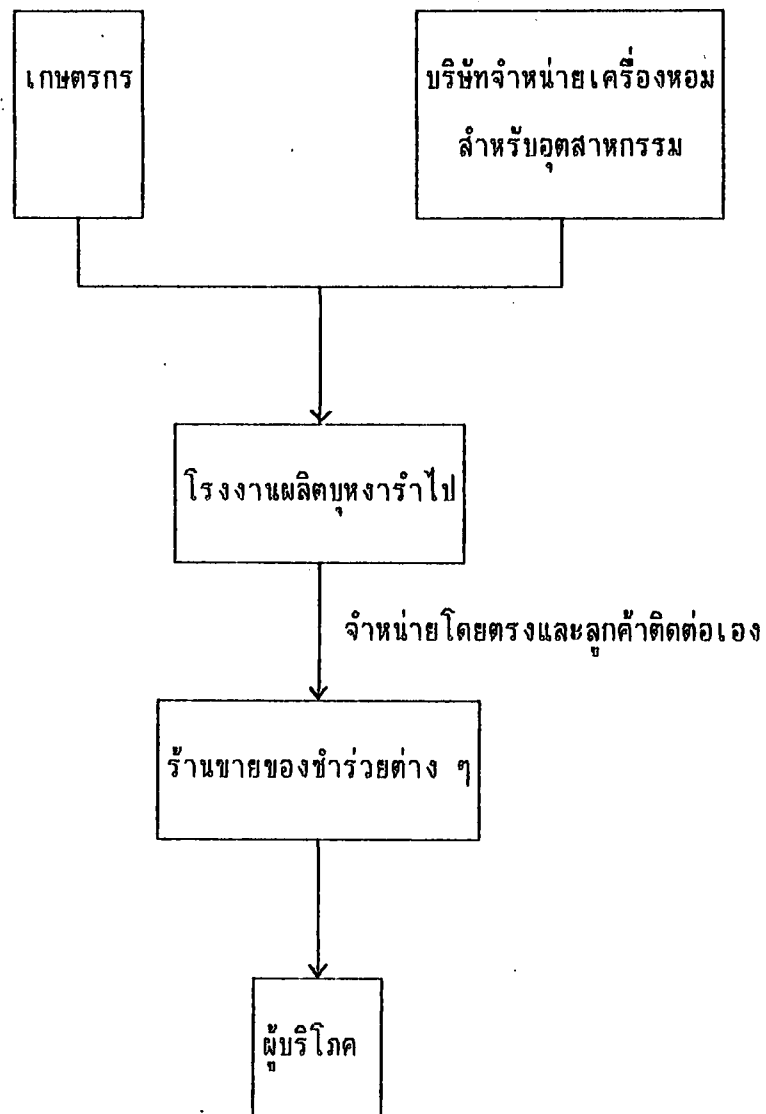 เกษตรกร
บริษัทจำหน่ายเครื่องหอม
สำหรับอุตสาหกรรม
โรงงานผลิตบุหงารำไป
จำหน่ายโดยตรงและลูกค้าติดต่อเอง
ร้านขายของชำร่วยต่าง ๆ
ผู้บริโภค